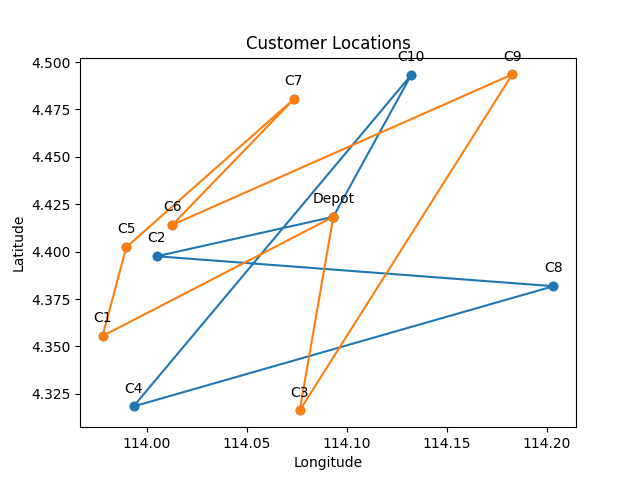 Customer Locations
4.500
4.475
4.450
4.425
4.400
4.375
4.350
4.325
Latitude
C10
C9
C7
Depot
C6
C5
C2
C8
C1
C4
C3
114.00
114.05
114.10
114.15
114.20
Longitude